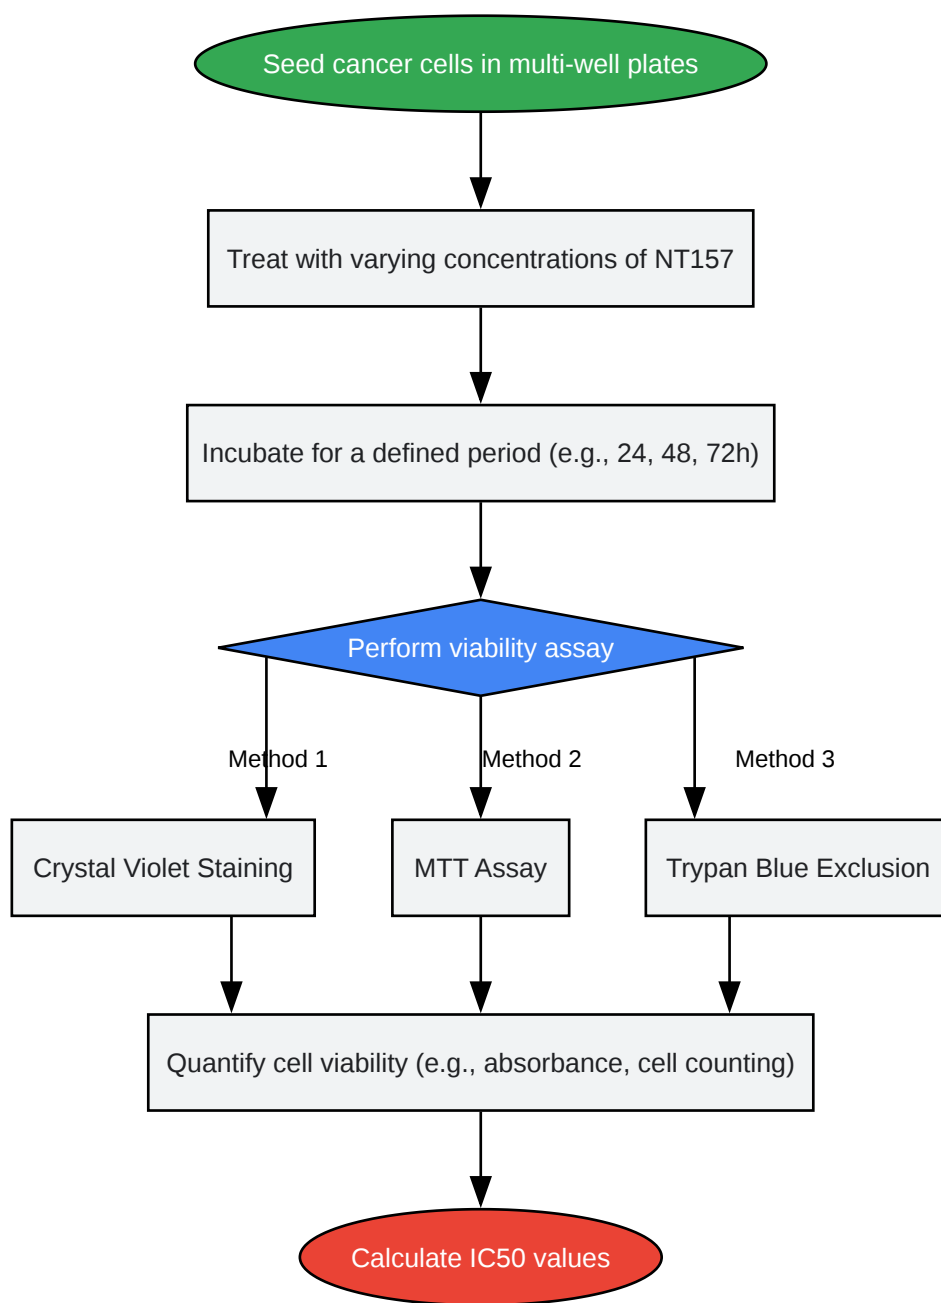 Seed cancer cells in multi-well plates
Treat with varying concentrations of NT157
Incubate for a defined period (e.g., 24, 48, 72h)
Perform viability assay
Method 1
Method 2
Method 3
Crystal Violet Staining
MTT Assay
Trypan Blue Exclusion
Quantify cell viability (e.g., absorbance, cell counting)
Calculate IC50 values